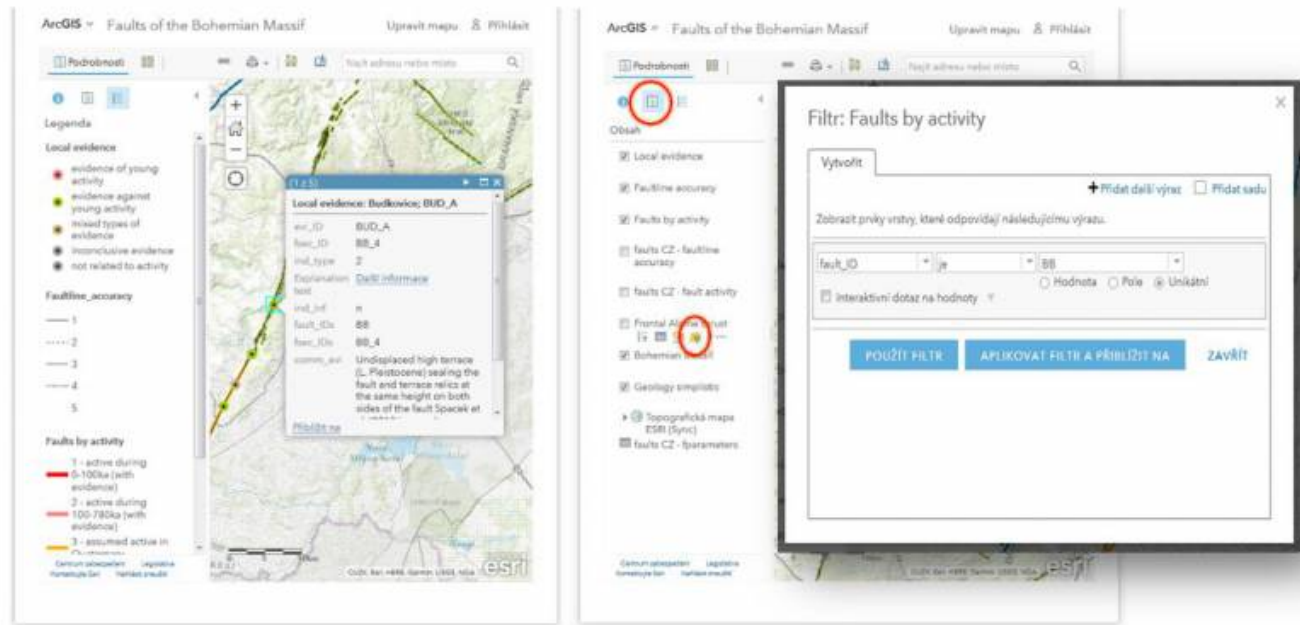 ArcGIS Faults of the Bohemian Massif Upravit mapu Přihlásit
Podrobnosti
Najít adresu nebo místo
Legenda
Local evidence
evidence of young
activity
evidence against
young activity
mixed types of
evidence
inconclusive evidence
not related to activity
Faultline_accuracy
1
2
3
4
5
Faults by activity
1 - active during
0-100ka (with
evidence)
2 - active during
100-780ka (with
evidence)
3 - assumed active in
Quaternary
(1 z 5)
Local evidence: Budkovice; BUD_A
BUD_A
BB_4
ind_type 2
Explanation Další informace
text
ind_inf n
fault_IDs BB
BB_4
Undisplaced high terrace
(L. Pleistocene) sealing the
fault and terrace relics at
the same height on both
sides of the fault Spacek et
Přiblížit na
esri
ArcGIS Faults of the Bohemian Massif Upravit mapu Přihlásit
Podrobnosti
Najít adresu nebo místo
Obsah
Local evidence
Faultline accuracy
Faults by activity
faults CZ - faultline
accuracy
faults CZ - fault activity
Frontal Alpine thrust
Bohemian Massif
Geology simplistic
Topografická mapa
ESRI (Sync)
faults CZ - fparameters
esri
Filtr: Faults by activity
Vytvořit
+ Přidat další výraz Přidat sadu
Zobrazit prvky vrstvy, které odpovídají následujícímu výrazu.
fault_ID je BB
Hodnota Pole Unikátní
Interaktivní dotaz na hodnoty
POUŽÍT FILTR APLIKOVAT FILTR A PŘIBLÍŽIT NA ZAVŘÍT